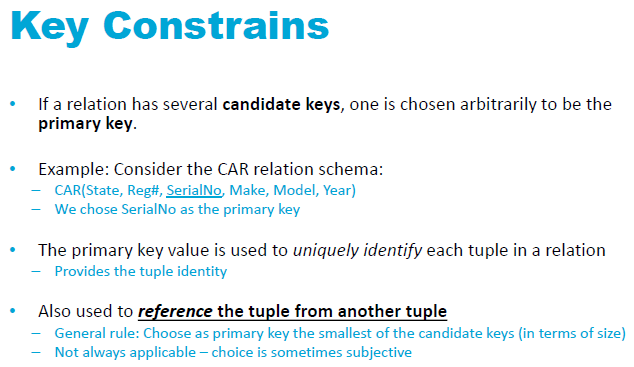 Key Constrains
• If a relation has several candidate keys, one is chosen arbitrarily to be the
primary key.
• Example: Consider the CAR relation schema:
– CAR(State, Reg#, SerialNo, Make, Model, Year)
– We chose SerialNo as the primary key
• The primary key value is used to uniquely identify each tuple in a relation
– Provides the tuple identity
• Also used to reference the tuple from another tuple
– General rule: Choose as primary key the smallest of the candidate keys (in terms of size)
– Not always applicable – choice is sometimes subjective